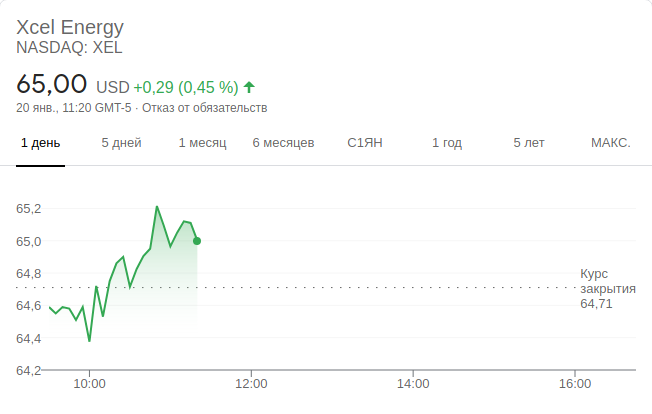 Xcel Energy
NASDAQ: XEL
65,00 USD +0,29 (0,45 %)
20 янв., 11:20 GMT-5 · Отказ от обязательств
1 день 5 дней 1 месяц 6 месяцев С1ЯН 1 год 5 лет МАКС.
65,2
65,0
64,8
64,6
64,4
64,2
Курс
закрытия
64,71
10:00 12:00 14:00 16:00